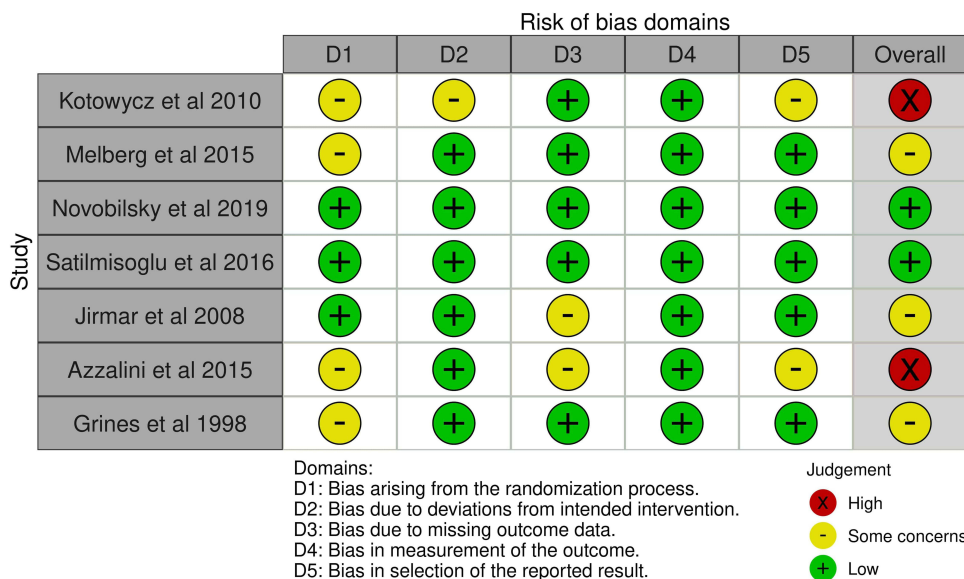 Risk of bias domains
D1 D2 D3 D4 D5 Overall
Study
Kotowycz et al 2010 - - + + - X
Melberg et al 2015 - + + + + -
Novobilsky et al 2019 + + + + + +
Satilmisoglu et al 2016 + + + + + +
Jirmar et al 2008 + + - + + -
Azzalini et al 2015 - + - + - X
Grines et al 1998 - + + + + -
Domains:
D1: Bias arising from the randomization process.
D2: Bias due to deviations from intended intervention.
D3: Bias due to missing outcome data.
D4: Bias in measurement of the outcome.
D5: Bias in selection of the reported result.
Judgement
X High
- Some concerns
+ Low